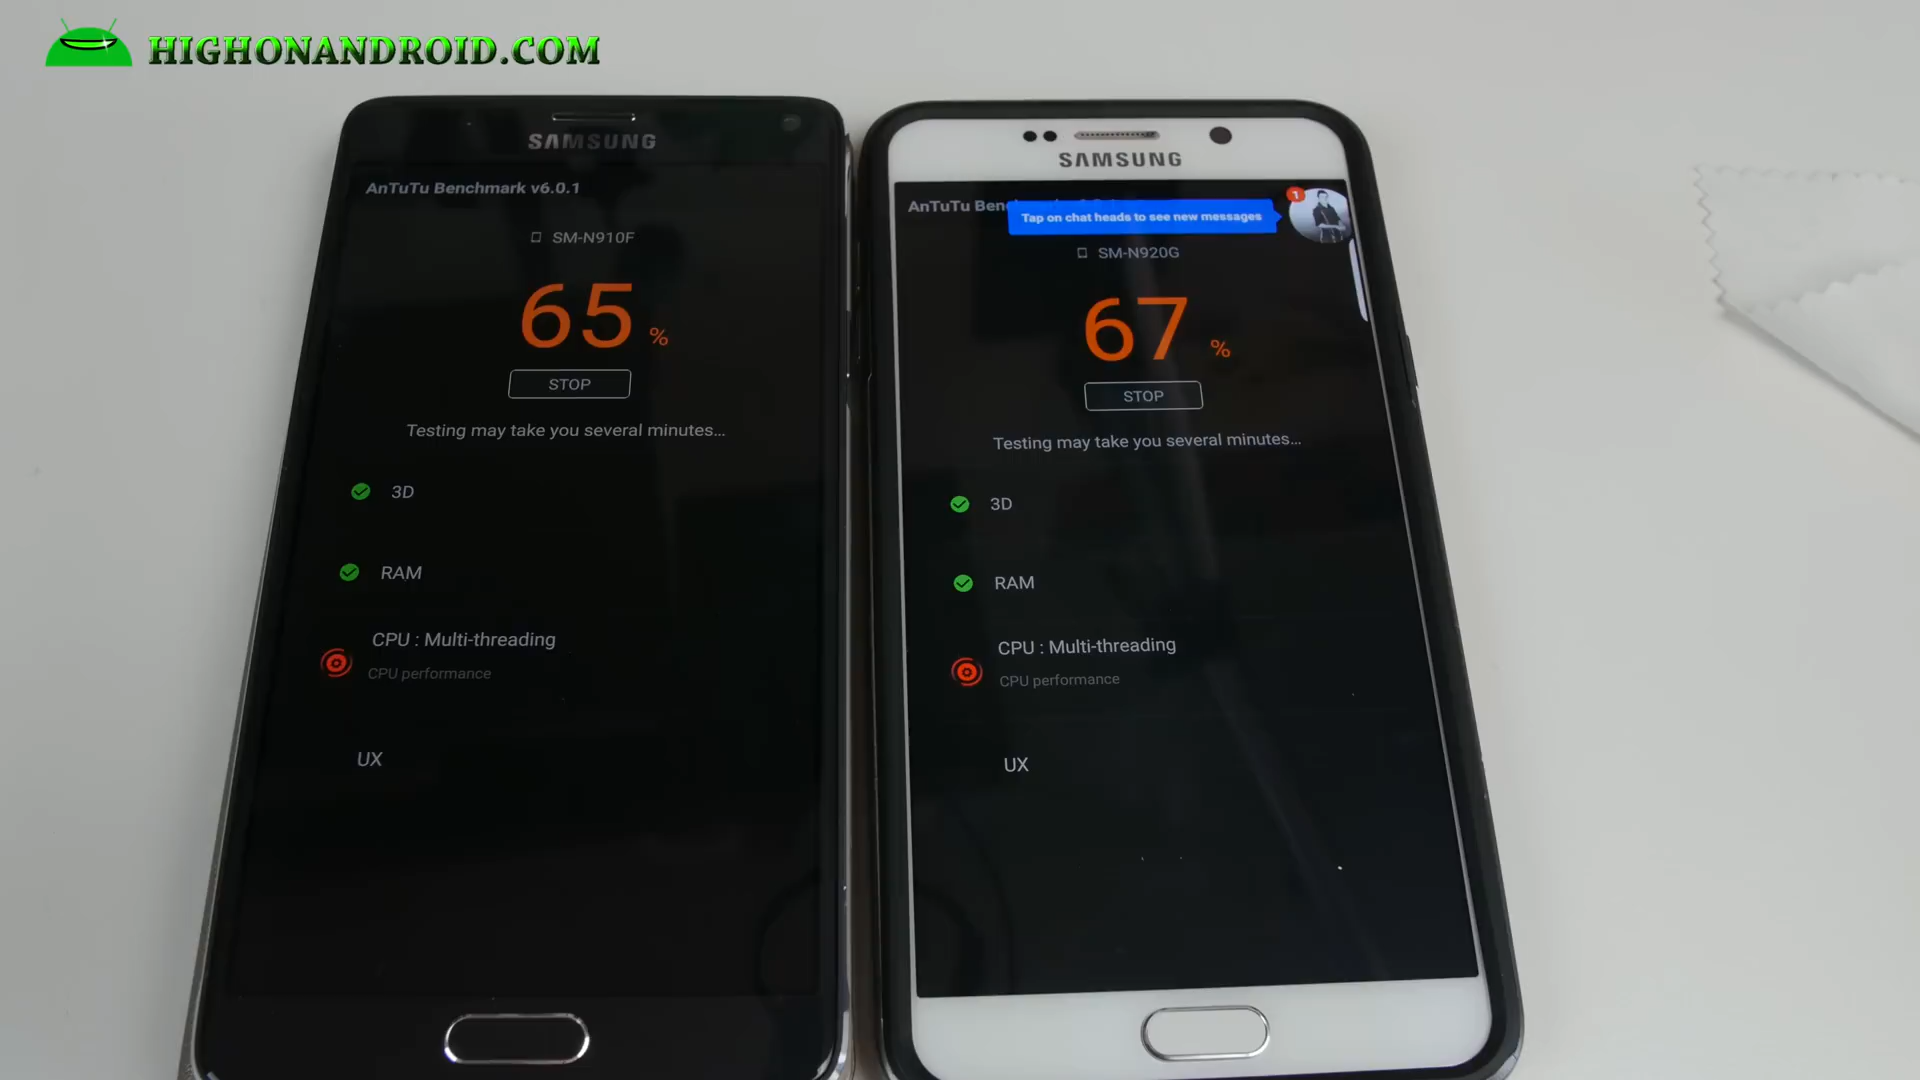 HIGHONANDROID.COM
SAMSUNG
AnTuTu Benchmark v6.0.1
SM-N910F
65 %
STOP
Testing may take you several minutes...
3D
RAM
CPU : Multi-threading
CPU performance
UX
SAMSUNG
AnTuTu
Tap on chat heads to see new messages
1
SM-N920G
67 %
STOP
Testing may take you several minutes...
3D
RAM
CPU : Multi-threading
CPU performance
UX